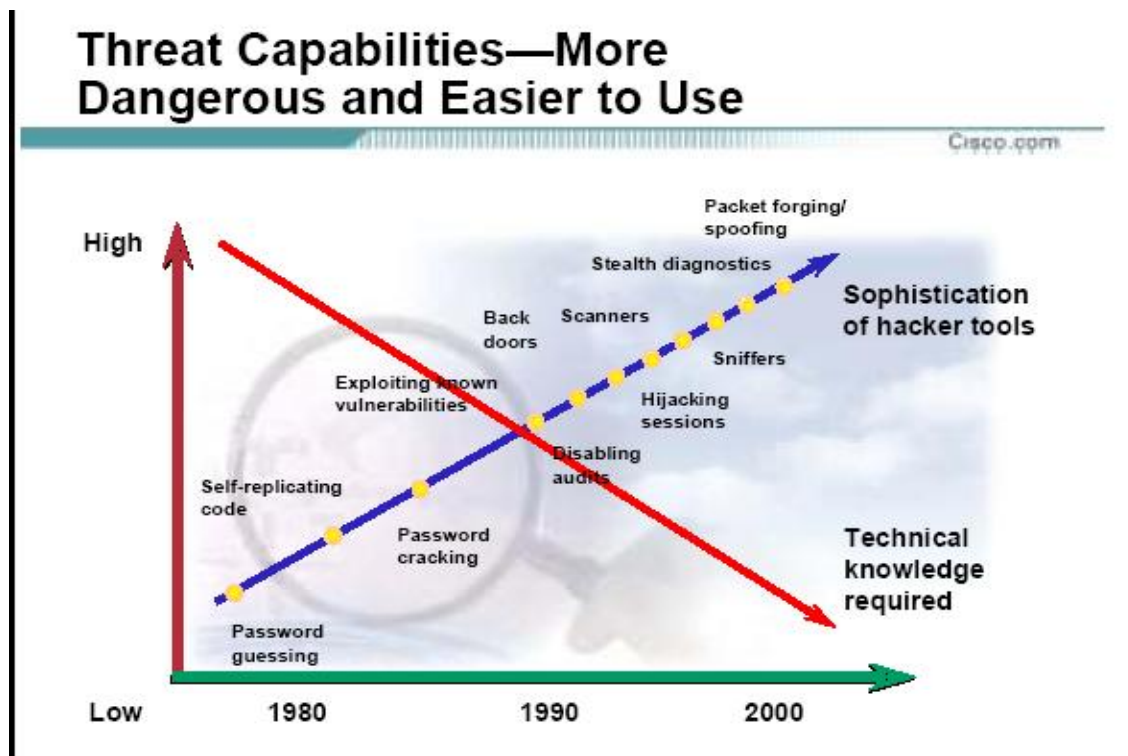 Threat Capabilities—More
Dangerous and Easier to Use
Cisco.com
High
Packet forging/
spoofing
Stealth diagnostics
Sophistication
of hacker tools
Back
doors
Scanners
Sniffers
Exploiting known
vulnerabilities
Hijacking
sessions
Disabling
audits
Self-replicating
code
Password
cracking
Technical
knowledge
required
Password
guessing
Low
1980
1990
2000